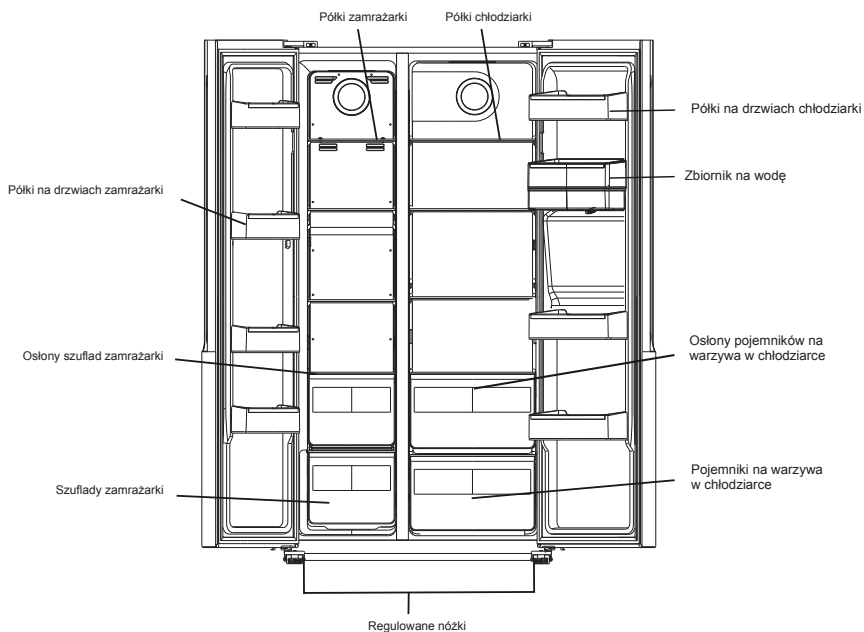 Półki zamrażarki
Półki chłodziarki
Półki na drzwiach chłodziarki
Zbiornik na wodę
Półki na drzwiach zamrażarki
Osłony pojemników na
warzywa w chłodziarce
Osłony szuflad zamrażarki
Pojemniki na warzywa
w chłodziarce
Szuflady zamrażarki
Regulowane nóżki